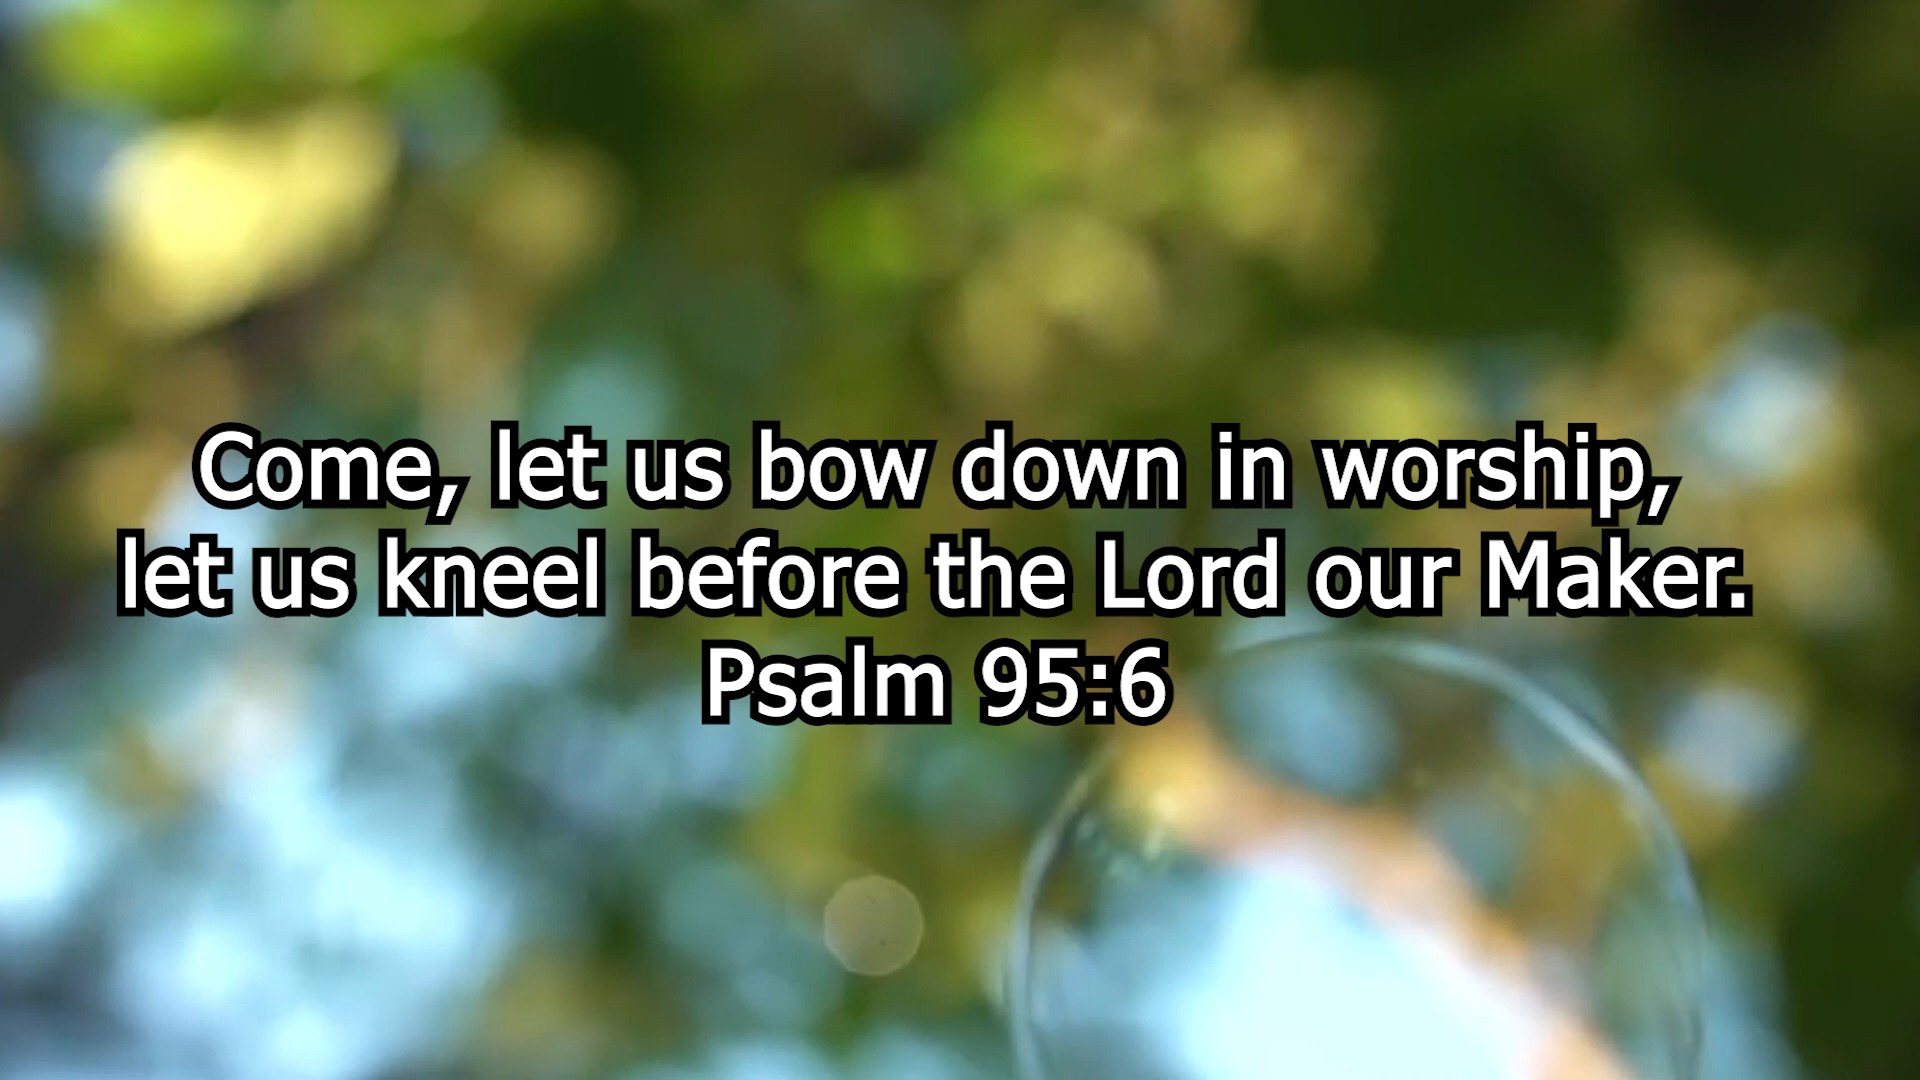 Come, let us bow down in worship,
let us kneel before the Lord our Maker.
Psalm 95:6